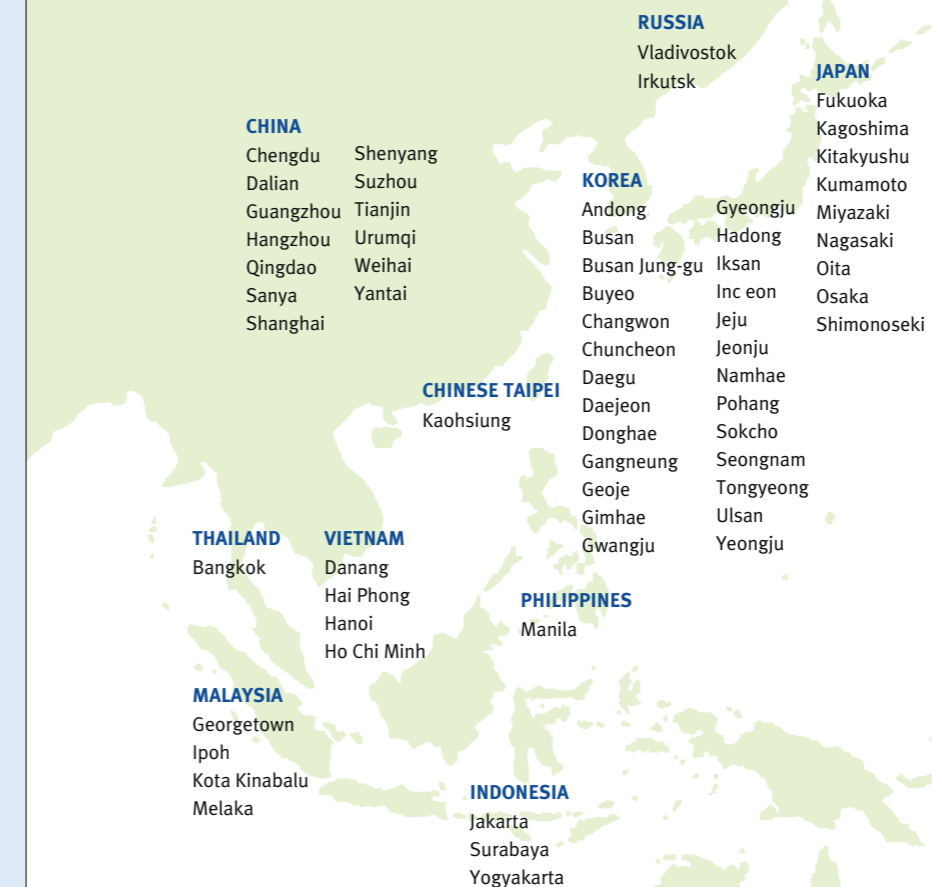 RUSSIA
Vladivostok
Irkutsk
JAPAN
Fukuoka
Kagoshima
Kitakyushu
Kumamoto
Miyazaki
Nagasaki
Oita
Osaka
Shimonoseki
CHINA
Chengdu
Dalian
Guangzhou
Hangzhou
Qingdao
Sanya
Shanghai
Shenyang
Suzhou
Tianjin
Urumqi
Weihai
Yantai
KOREA
Andong
Busan
Busan Jung-gu
Buyeo
Changwon
Chuncheon
Daegu
Daejeon
Donghae
Gangneung
Geoje
Gimhae
Gwangju
Gyeongju
Hadong
Iksan
Inc eon
Jeju
Jeonju
Namhae
Pohang
Sokcho
Seongnam
Tongyeong
Ulsan
Yeongju
CHINESE TAIPEI
Kaohsiung
THAILAND
Bangkok
VIETNAM
Danang
Hai Phong
Hanoi
Ho Chi Minh
PHILIPPINES
Manila
MALAYSIA
Georgetown
Ipoh
Kota Kinabalu
Melaka
INDONESIA
Jakarta
Surabaya
Yogyakarta